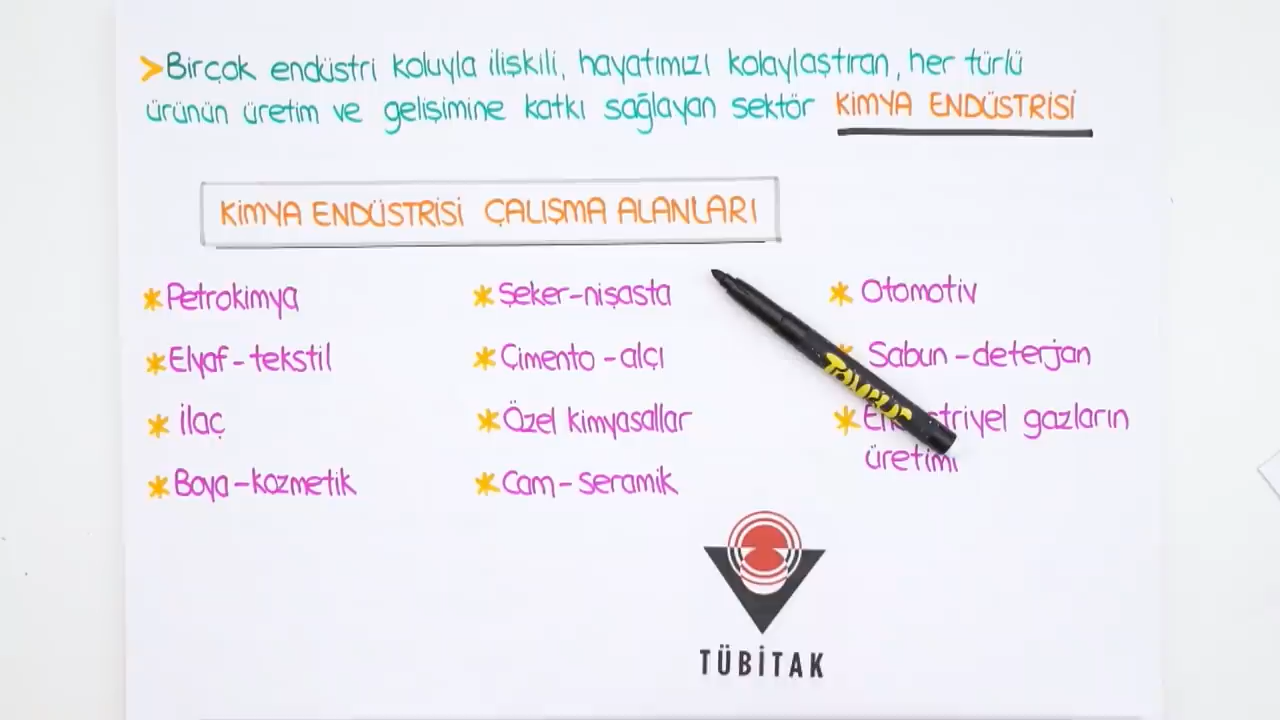 Birçok endüstri koluyla ilişkili, hayatımızı kolaylaştıran, her türlü
ürünün üretim ve gelişimine katkı sağlayan sektör KİMYA ENDÜSTRİSİ
KİMYA ENDÜSTRİSİ ÇALIŞMA ALANLARI
* Petrokimya
* Elyaf-tekstil
* İlaç
* Boya-kozmetik
* Şeker-nişasta
* Çimento-alçı
* Özel kimyasallar
* Cam-seramik
* Otomotiv
* Sabun-deterjan
* gazların
üretimi
TÜBİTAK